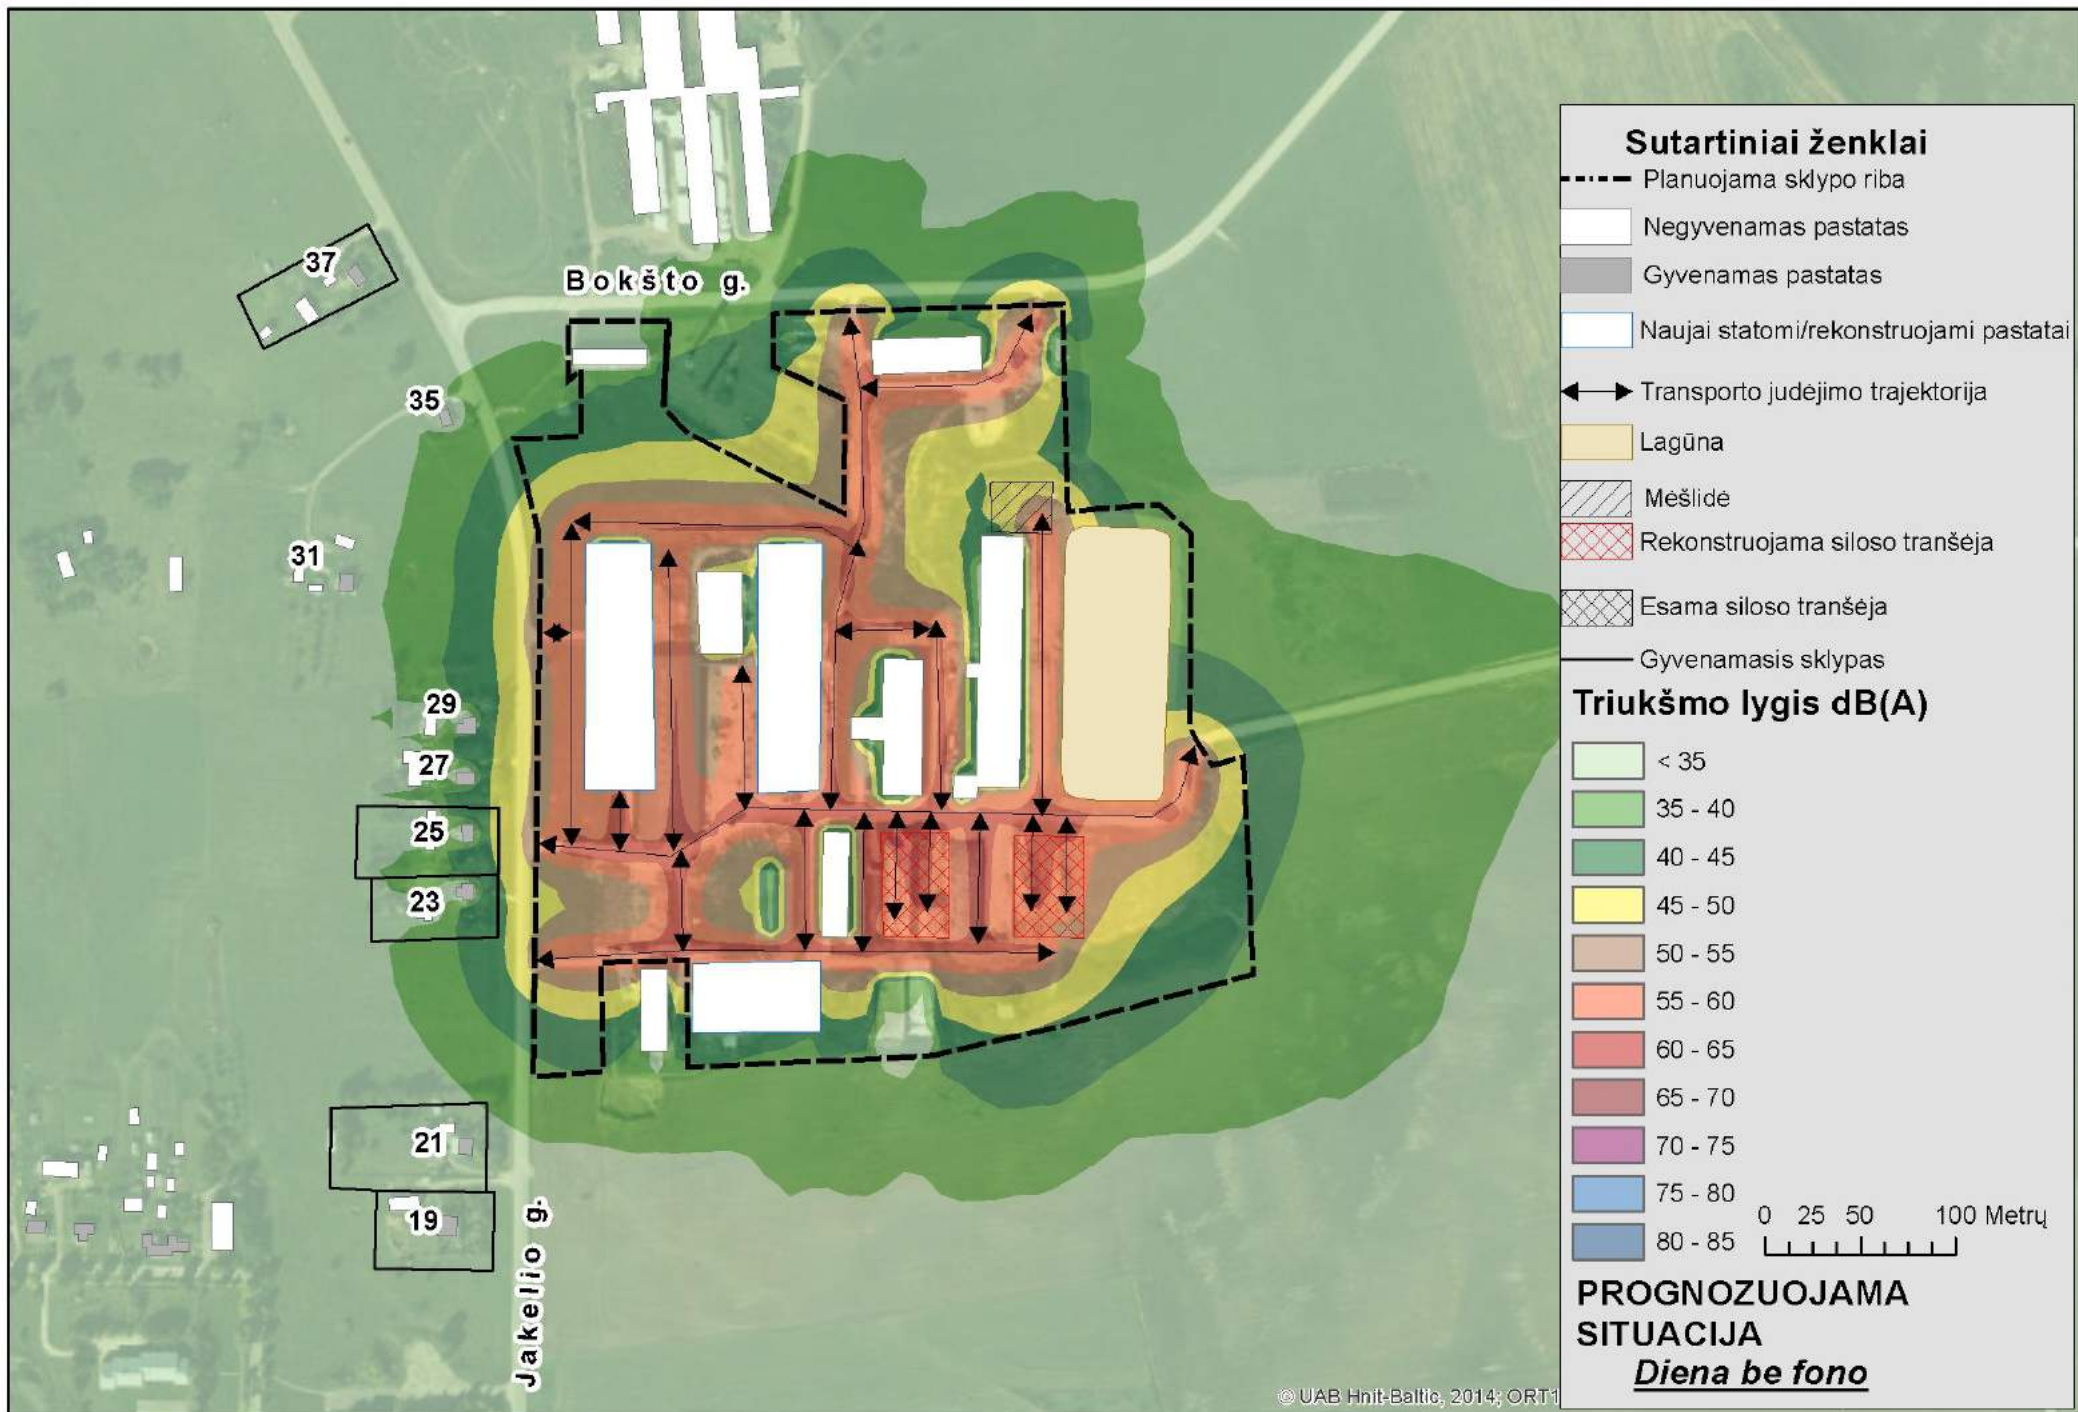 37
Bokšto g.
35
31
29
27
25
23
21
19
Jakelio g.
Sutartiniai ženklai
Planuojama sklypo riba
Negyvenamas pastatas
Gyvenamas pastatas
Naujai statomi/rekonstruojami pastatai
Transporto judėjimo trajektorija
Lagūna
Mėšlidė
Rekonstruojama siloso tranšėja
Esama siloso tranšėja
Gyvenamasis sklypas
Triukšmo lygis dB(A)
< 35
35 - 40
40 - 45
45 - 50
50 - 55
55 - 60
60 - 65
65 - 70
70 - 75
75 - 80
80 - 85
0 25 50 100 Metrų
PROGNOZUOJAMA
SITUACIJA
Diena be fono
© UAB Hnit-Baltic, 2014; ORT1